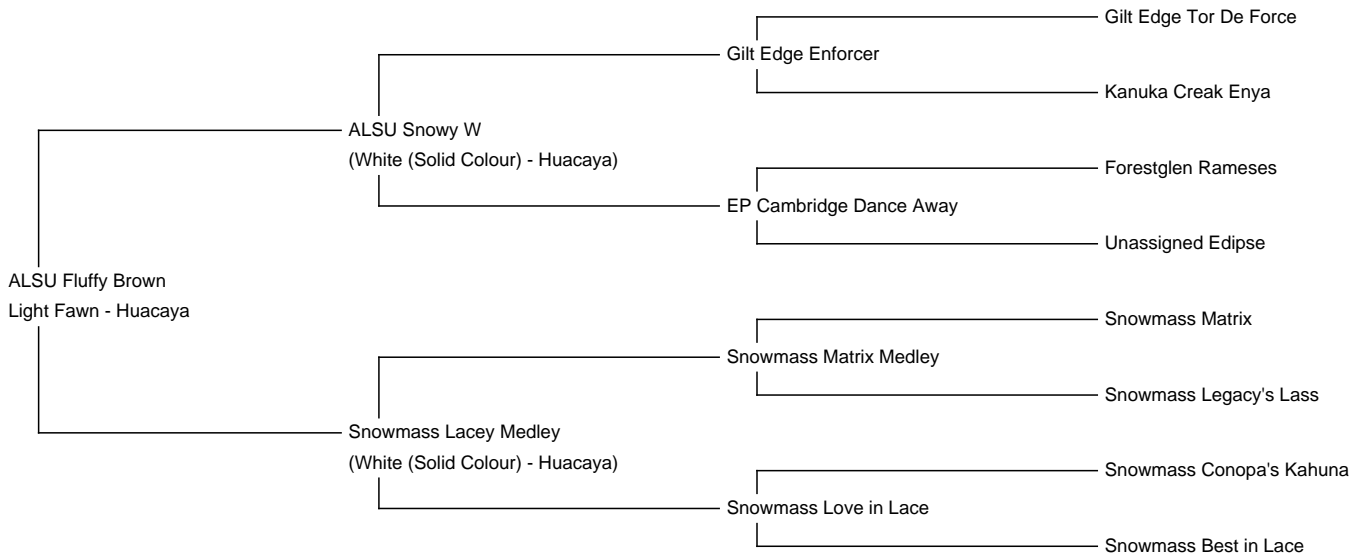 Gilt Edge Tor De Force
Gilt Edge Enforcer
Kanuka Creak Enya
ALSU Snowy W
(White (Solid Colour) - Huacaya)
Forestglen Rameses
EP Cambridge Dance Away
Unassigned Edipse
ALSU Fluffy Brown
Light Fawn - Huacaya
Snowmass Matrix
Snowmass Matrix Medley
Snowmass Legacy's Lass
Snowmass Lacey Medley
(White (Solid Colour) - Huacaya)
Snowmass Conopa's Kahuna
Snowmass Love in Lace
Snowmass Best in Lace